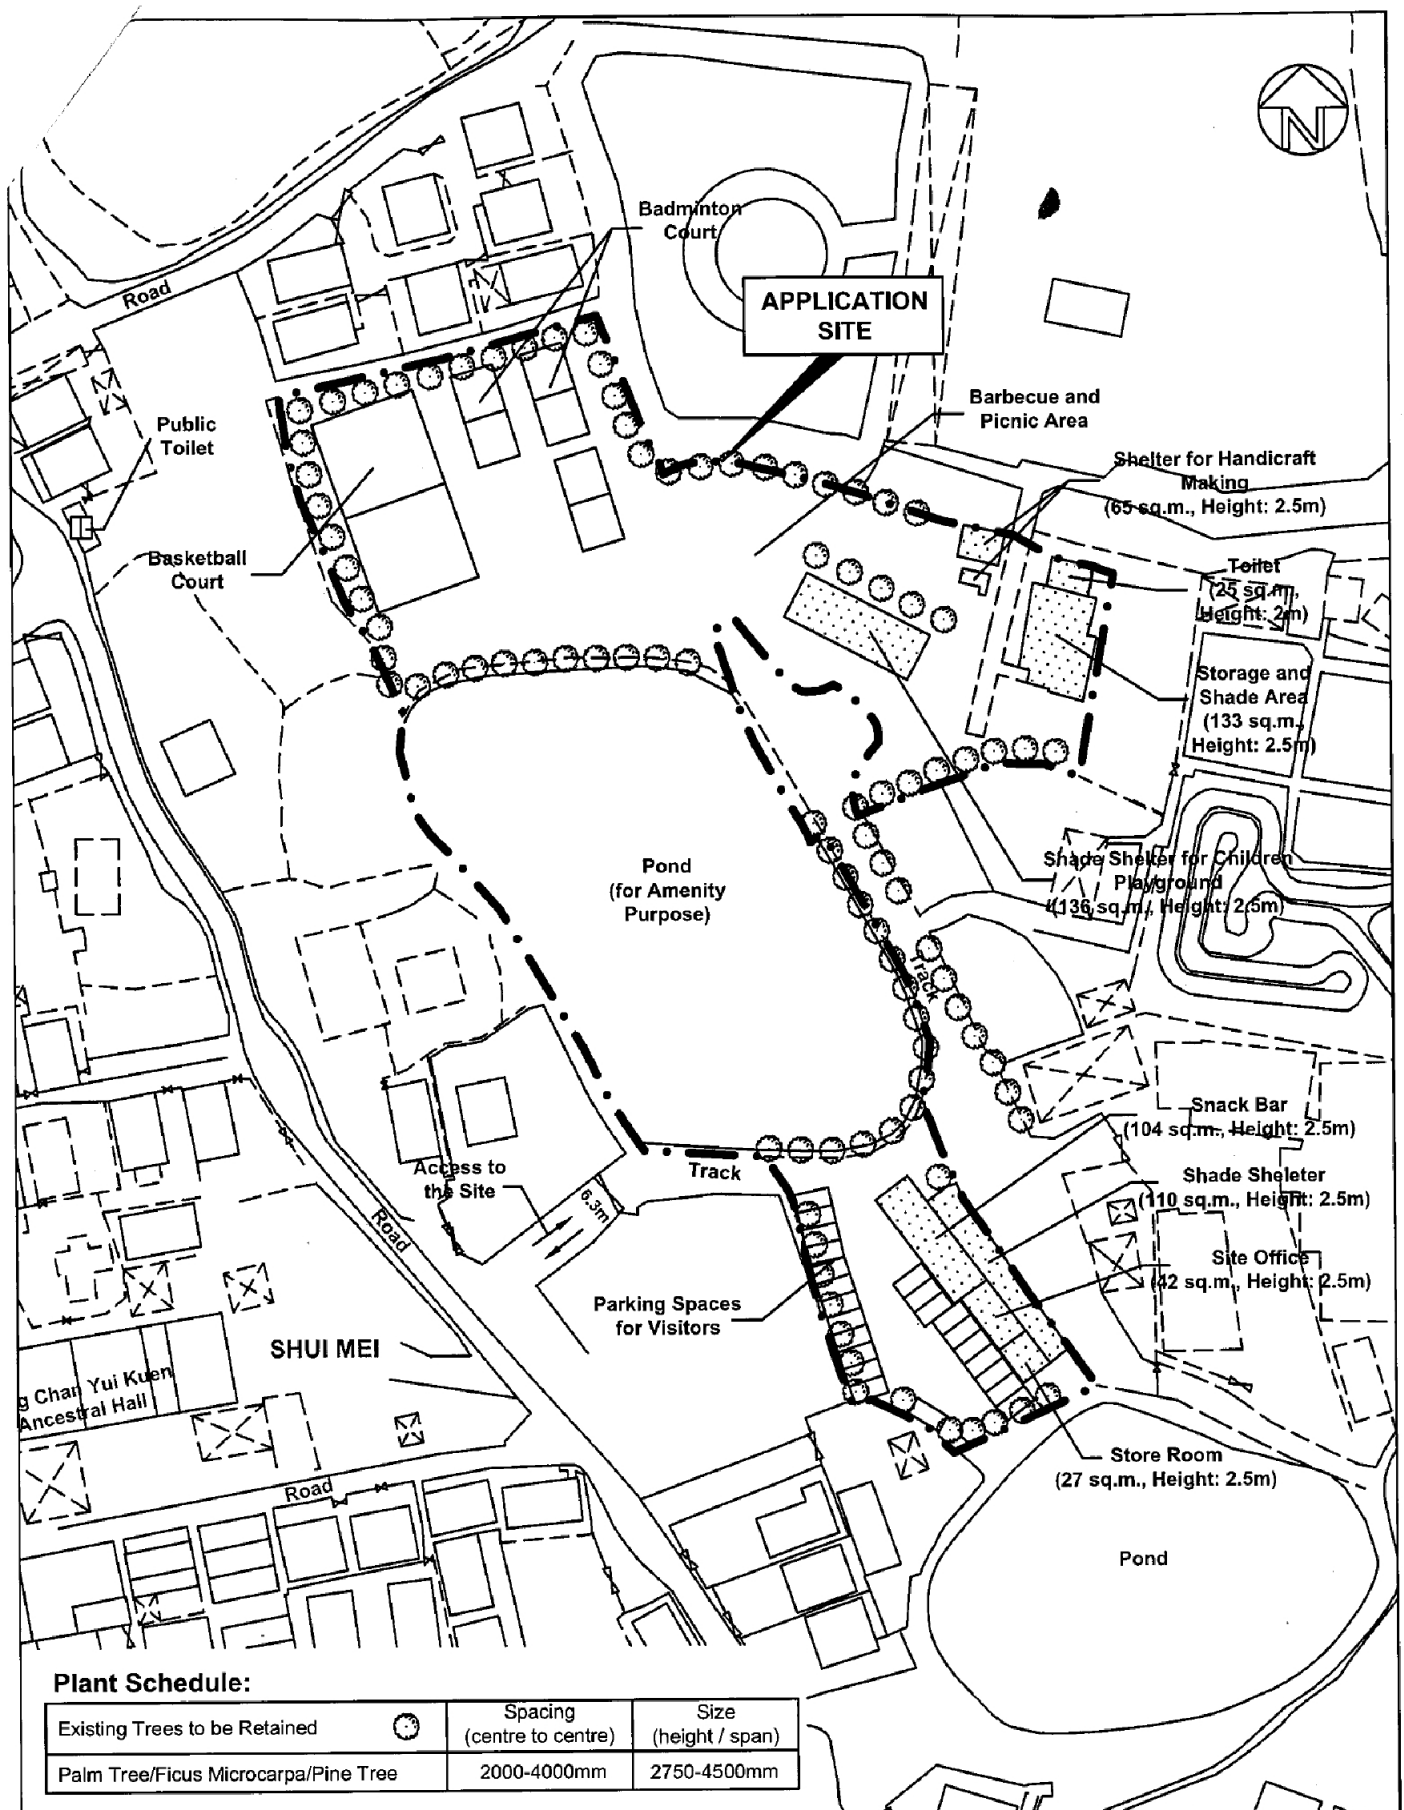 N
Badminton
Court
APPLICATION
SITE
Road
Barbecue and
Picnic Area
Public
Toilet
Shelter for Handicraft
Making
(65 sq.m., Height: 2.5m)
Basketball
Court
Toilet
(25 sq.m.,
Height: 2m)
Storage and
Shade Area
(133 sq.m.,
Height: 2.5m)
Pond
(for Amenity
Purpose)
Shade Shelter for Children
Playground
(136 sq.m., Height: 2.5m)
Track
Snack Bar
(104 sq.m., Height: 2.5m)
Access to
the Site
6.3m
Track
Shade Sheleter
(110 sq.m., Height: 2.5m)
Road
Site Office
(42 sq.m., Height: 2.5m)
Parking Spaces
for Visitors
SHUI MEI
g Chan Yui Kuen
Ancestral Hall
Store Room
(27 sq.m., Height: 2.5m)
Road
Pond
Plant Schedule:
Existing Trees to be Retained
Spacing
(centre to centre)
Size
(height / span)
Palm Tree/Ficus Microcarpa/Pine Tree
2000-4000mm
2750-4500mm